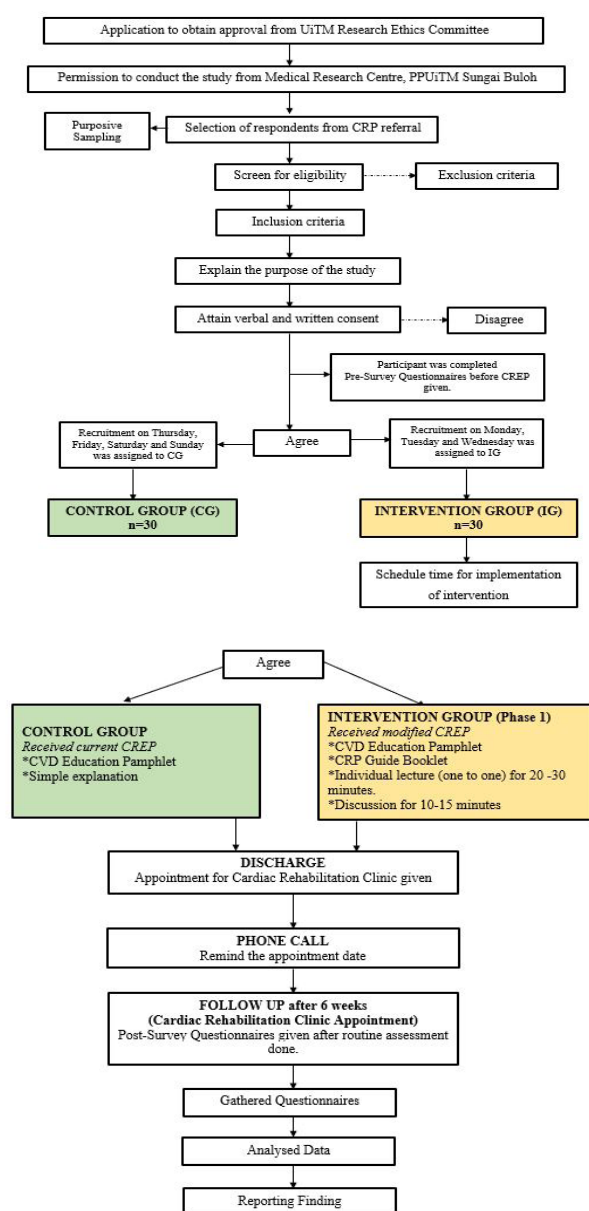 Application to obtain approval from UiTM Research Ethics Committee
Permission to conduct the study from Medical Research Centre, PPUiTM Sungai Buloh
Purposive
Sampling
Selection of respondents from CRP referral
Screen for eligibility
Exclusion criteria
Inclusion criteria
Explain the purpose of the study
Attain verbal and written consent
Disagree
Participant was completed
Pre-Survey Questionnaires before CREP
given.
Recruitment on Thursday,
Friday, Saturday and Sunday
was assigned to CG
Agree
Recruitment on Monday,
Tuesday and Wednesday was
assigned to IG
CONTROL GROUP (CG)
n=30
INTERVENTION GROUP (IG)
n=30
Schedule time for implementation
of intervention
Agree
CONTROL GROUP
Received current CREP
*CVD Education Pamphlet
*Simple explanation
INTERVENTION GROUP (Phase 1)
Received modified CREP
*CVD Education Pamphlet
*CRP Guide Booklet
*Individual lecture (one to one) for 20 -30
minutes.
*Discussion for 10-15 minutes
DISCHARGE
Appointment for Cardiac Rehabilitation Clinic given
PHONE CALL
Remind the appointment date
FOLLOW UP after 6 weeks
(Cardiac Rehabilitation Clinic Appointment)
Post-Survey Questionnaires given after routine assessment
done.
Gathered Questionnaires
Analysed Data
Reporting Finding